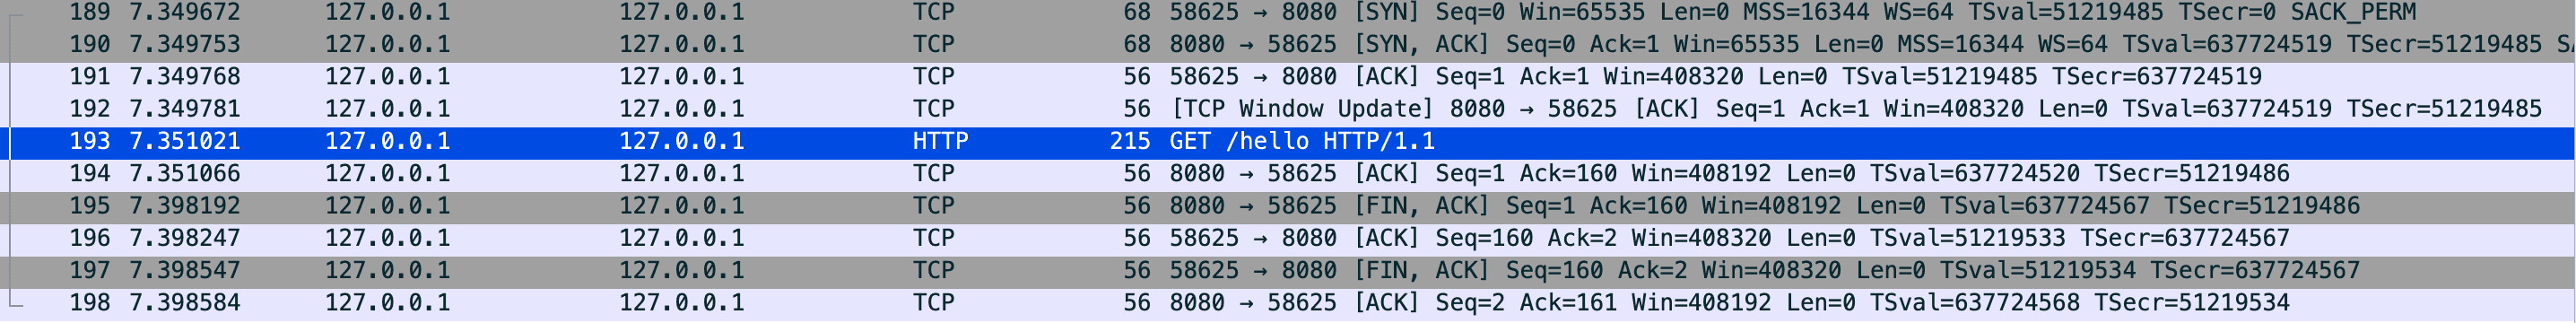 189 7.349672 127.0.0.1 127.0.0.1 TCP 68 58625 → 8080 [SYN] Seq=0 Win=65535 Len=0 MSS=16344 WS=64 TSval=51219485 TSecr=0 SACK_PERM
190 7.349753 127.0.0.1 127.0.0.1 TCP 68 8080 → 58625 [SYN, ACK] Seq=0 Ack=1 Win=65535 Len=0 MSS=16344 WS=64 TSval=637724519 TSecr=51219485
191 7.349768 127.0.0.1 127.0.0.1 TCP 56 58625 → 8080 [ACK] Seq=1 Ack=1 Win=408320 Len=0 TSval=51219485 TSecr=637724519
192 7.349781 127.0.0.1 127.0.0.1 TCP 56 [TCP Window Update] 8080 → 58625 [ACK] Seq=1 Ack=1 Win=408320 Len=0 TSval=637724519 TSecr=51219485
193 7.351021 127.0.0.1 127.0.0.1 HTTP 215 GET /hello HTTP/1.1
194 7.351066 127.0.0.1 127.0.0.1 TCP 56 8080 → 58625 [ACK] Seq=1 Ack=160 Win=408192 Len=0 TSval=637724520 TSecr=51219486
195 7.398192 127.0.0.1 127.0.0.1 TCP 56 8080 → 58625 [FIN, ACK] Seq=1 Ack=160 Win=408192 Len=0 TSval=637724567 TSecr=51219486
196 7.398247 127.0.0.1 127.0.0.1 TCP 56 58625 → 8080 [ACK] Seq=160 Ack=2 Win=408320 Len=0 TSval=51219533 TSecr=637724567
197 7.398547 127.0.0.1 127.0.0.1 TCP 56 58625 → 8080 [FIN, ACK] Seq=160 Ack=2 Win=408320 Len=0 TSval=51219534 TSecr=637724567
198 7.398584 127.0.0.1 127.0.0.1 TCP 56 8080 → 58625 [ACK] Seq=2 Ack=161 Win=408192 Len=0 TSval=637724568 TSecr=51219534